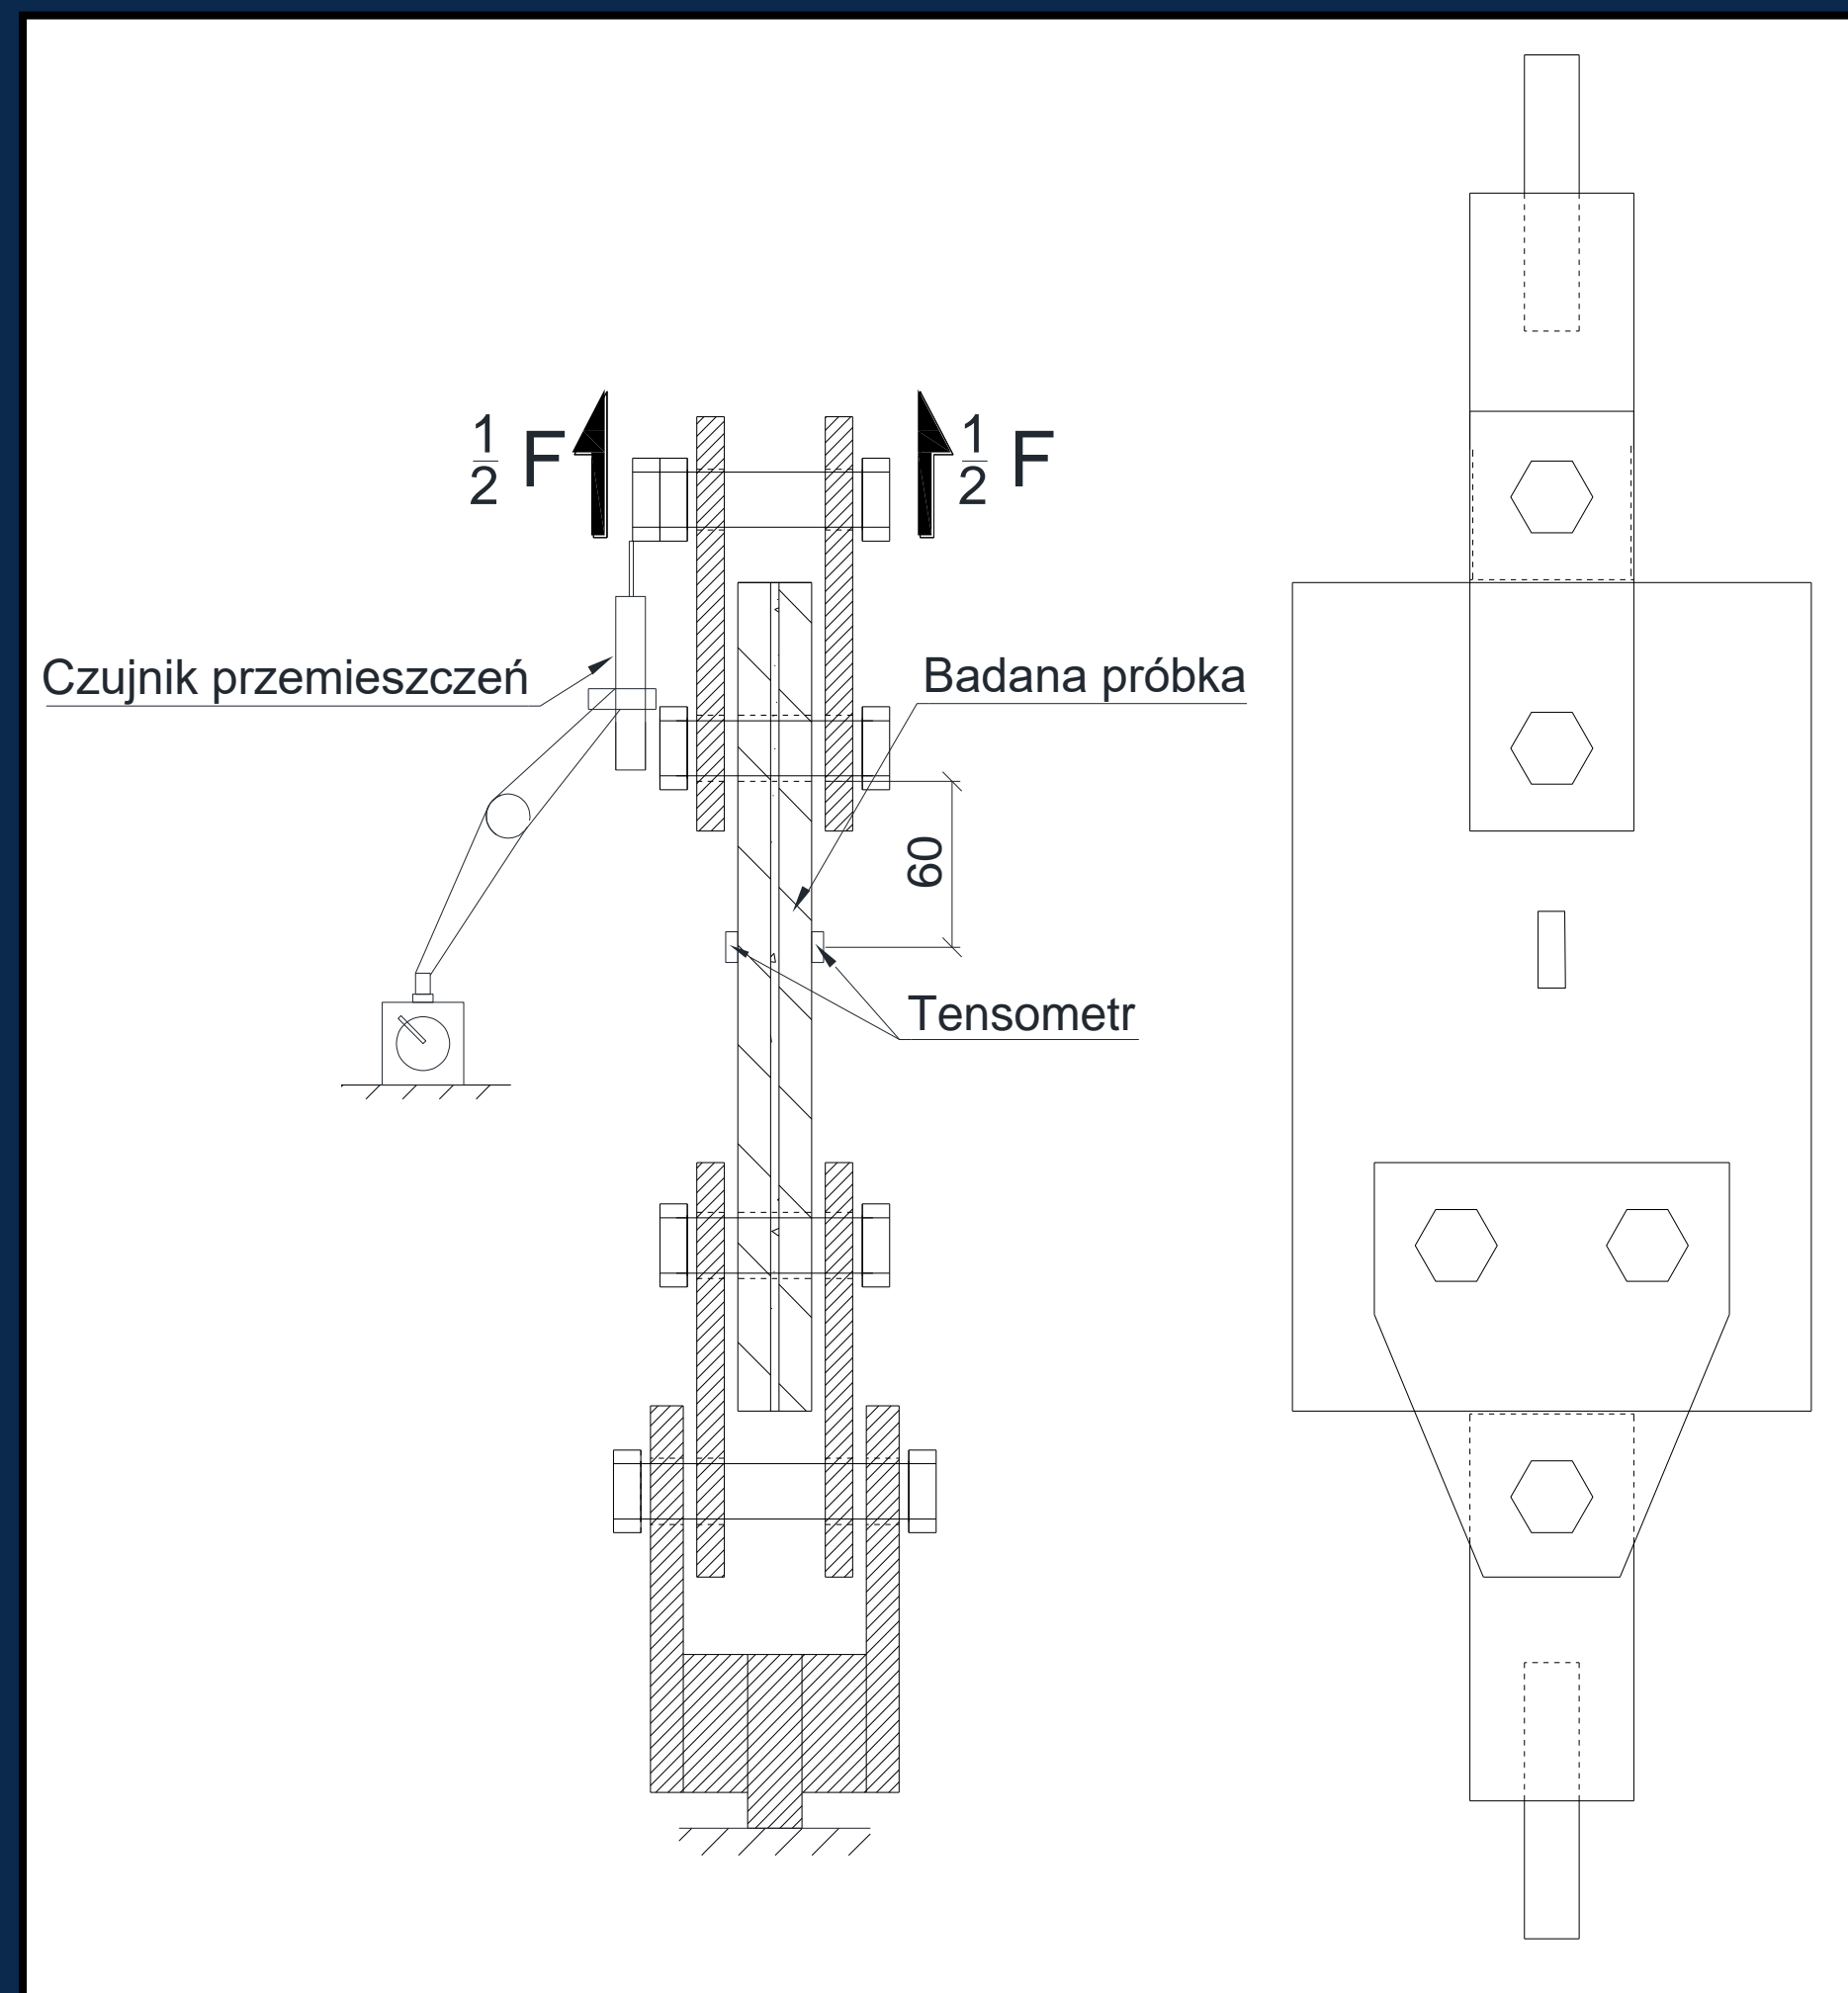 1/2 F
1/2 F
Czujnik przemieszczeń
Badana próbka
60
Tensometr